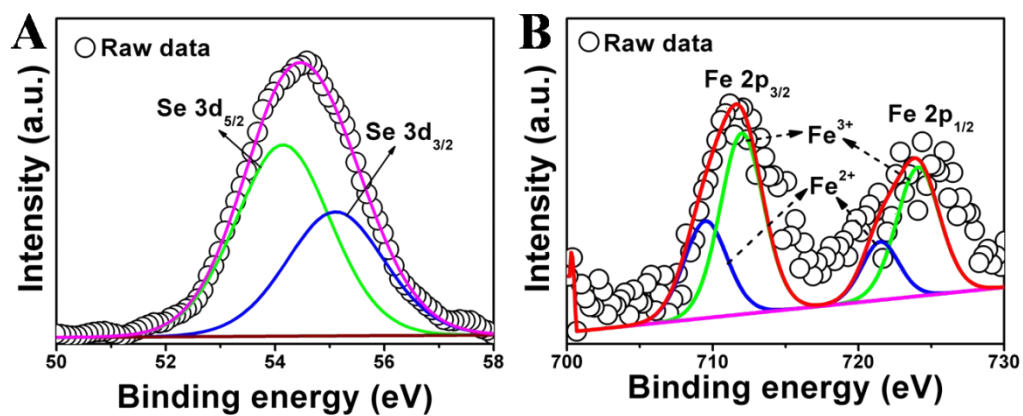 A
Raw data
Se 3d5/2
Se 3d3/2
Intensity (a.u.)
50 52 54 56 58
Binding energy (eV)
B
Raw data
Fe 2p3/2
Fe 2p1/2
Fe3+
Fe2+
Intensity (a.u.)
700 710 720 730
Binding energy (eV)